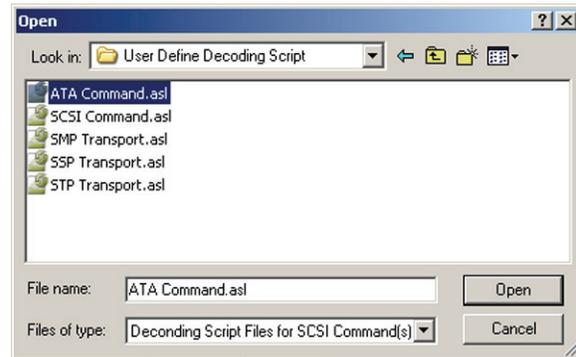 Open
Look in: User Define Decoding Script
ATA Command.asl
SCSI Command.asl
SMP Transport.asl
SSP Transport.asl
STP Transport.asl
File name: ATA Command.asl Open
Files of type: Deconding Script Files for SCSI Command(s) Cancel